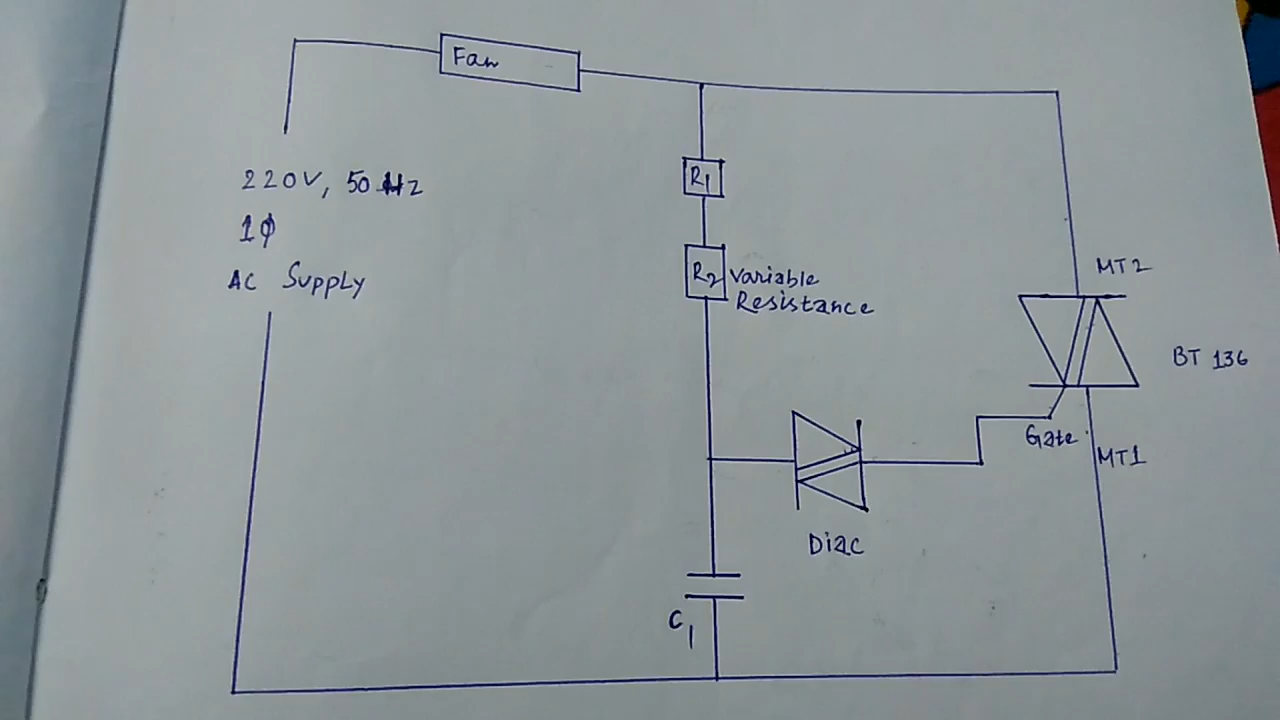 Fan
220V, 50 Hz
1φ
AC Supply
R1
R2 Variable
Resistance
MT2
BT 136
Gate
MT1
Diac
C1